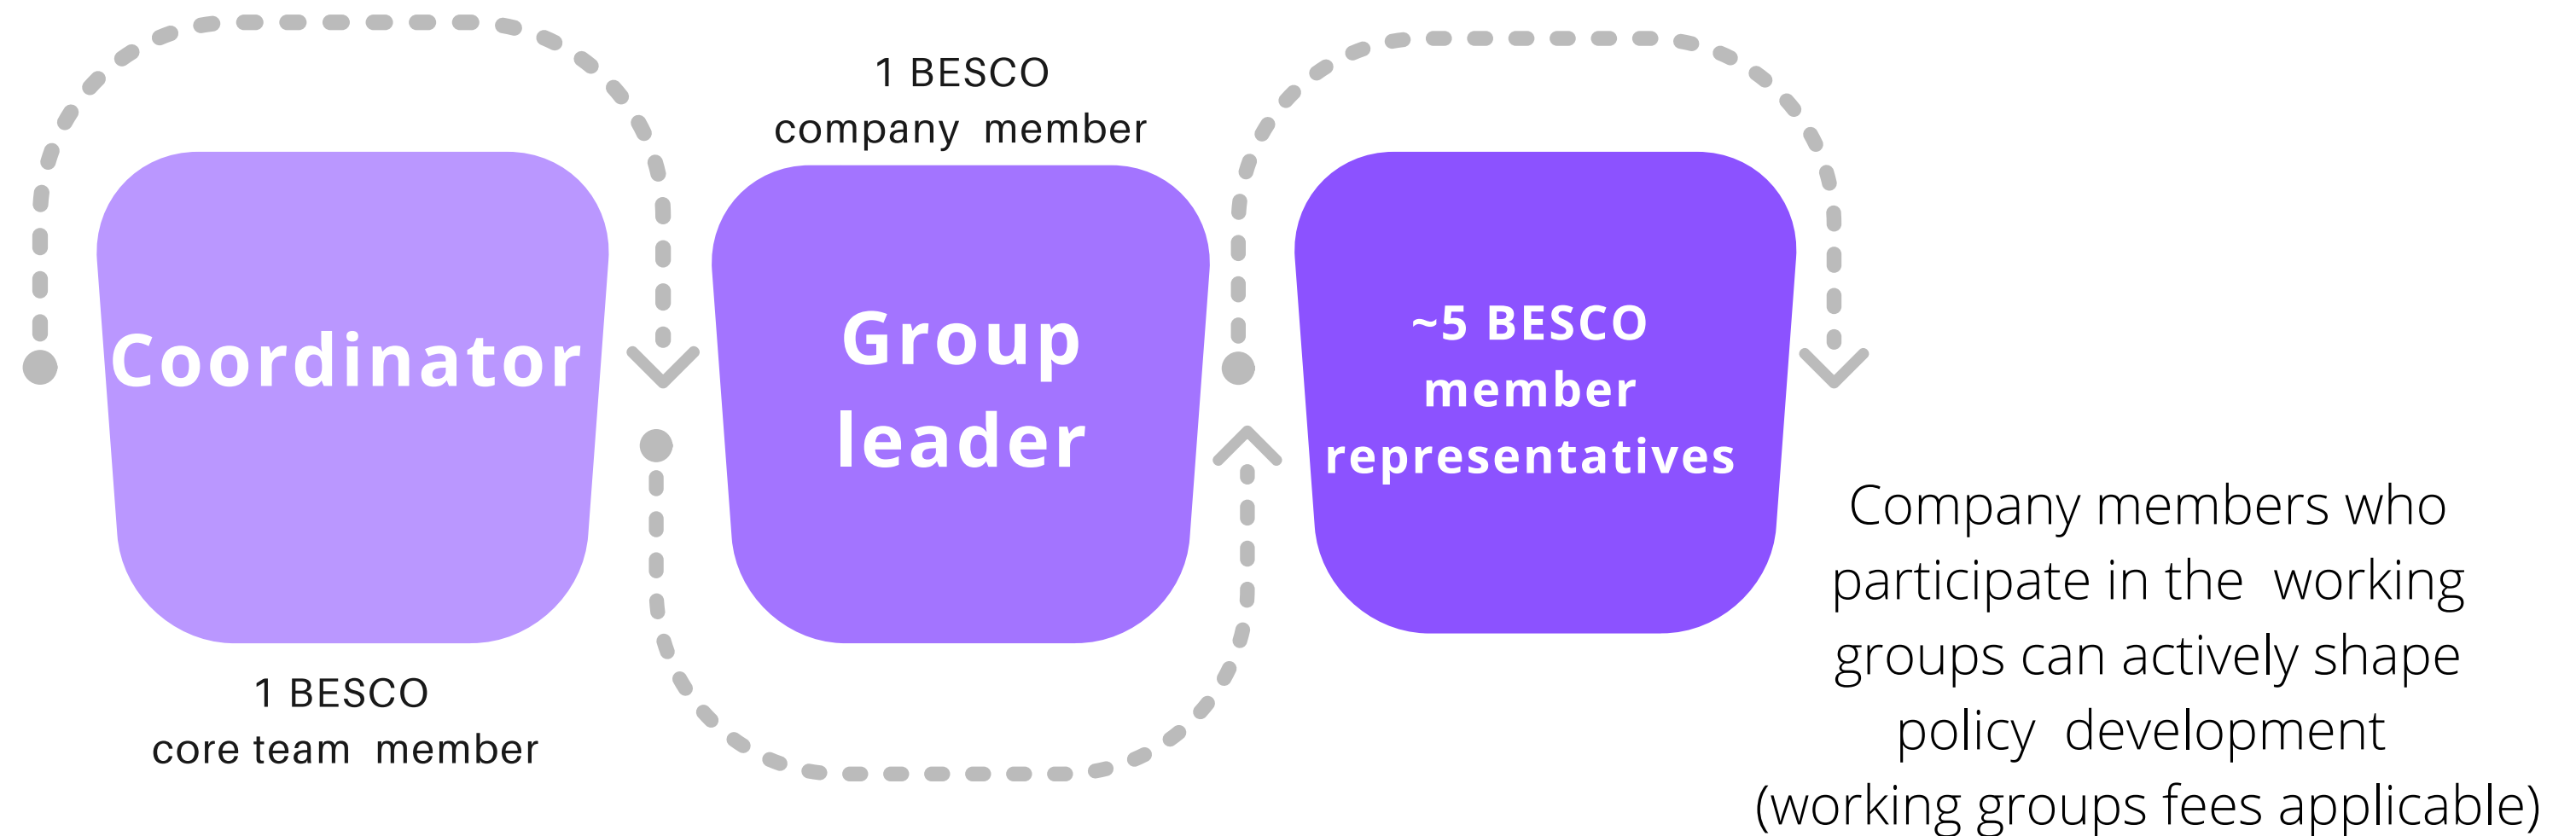 Coordinator
1 BESCO
core team member
1 BESCO
company member
Group
leader
~5 BESCO
member
representatives
Company members who
participate in the working
groups can actively shape
policy development
(working groups fees applicable)